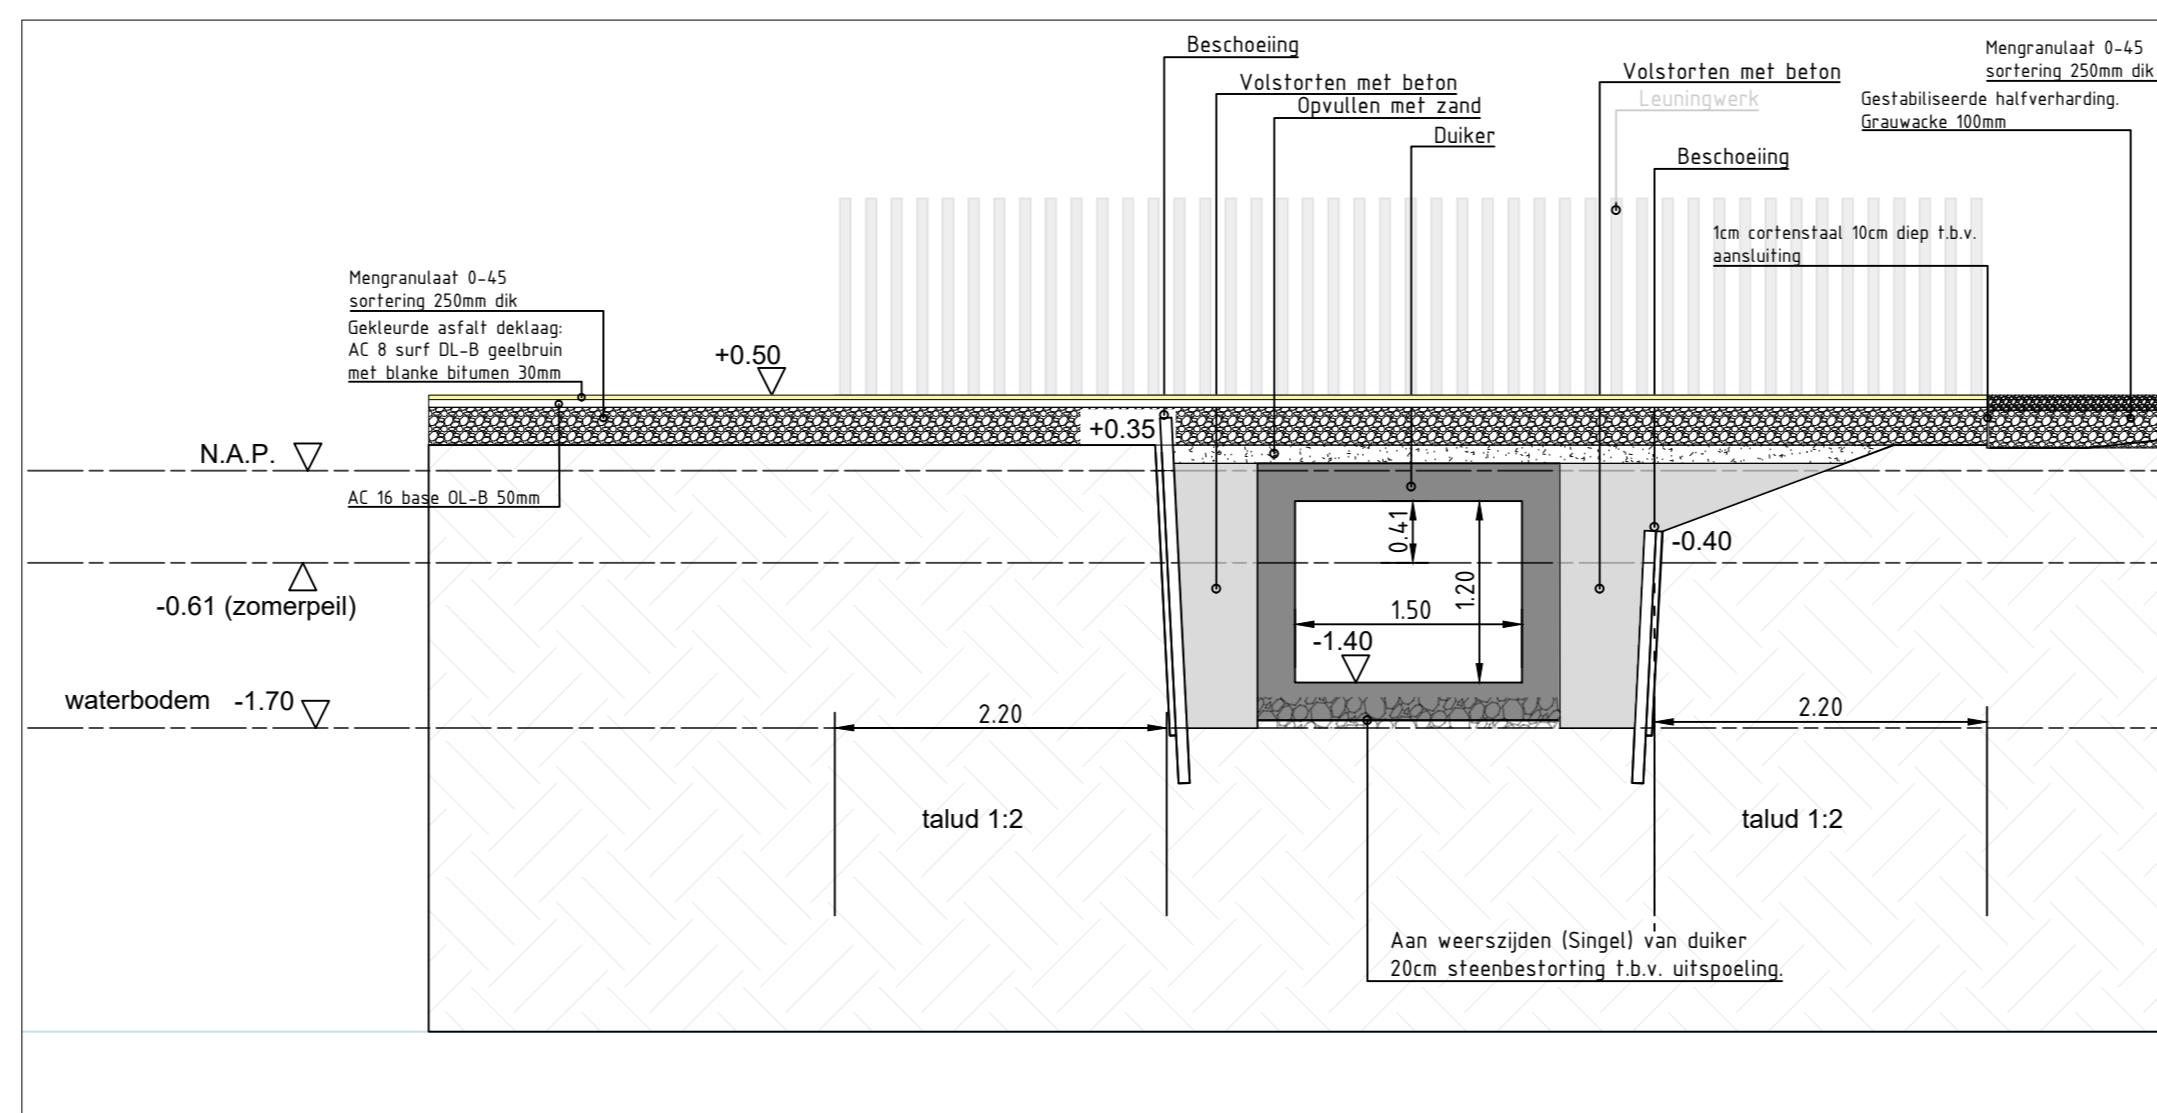 Beschoeiing
Volstorten met beton
Opvullen met zand
Duiker
Volstorten met beton
Leuningwerk
Beschoeiing
Mengranulaat 0-45
sortering 250mm dik
Gestabiliseerde halfverharding.
Grauwacke 100mm
1cm cortenstaal 10cm diep t.b.v.
aansluiting
Mengranulaat 0-45
sortering 250mm dik
Gekleurde asfalt deklaag:
AC 8 surf DL-B geelbruin
met blanke bitumen 30mm
+0.50
+0.35
N.A.P.
AC 16 base OL-B 50mm
0.41
-0.40
-0.61 (zomerpeil)
1.20
1.50
-1.40
waterbodem -1.70
2.20
2.20
talud 1:2
talud 1:2
Aan weerszijden (Singel) van duiker
20cm steenbestorting t.b.v. uitspoeling.